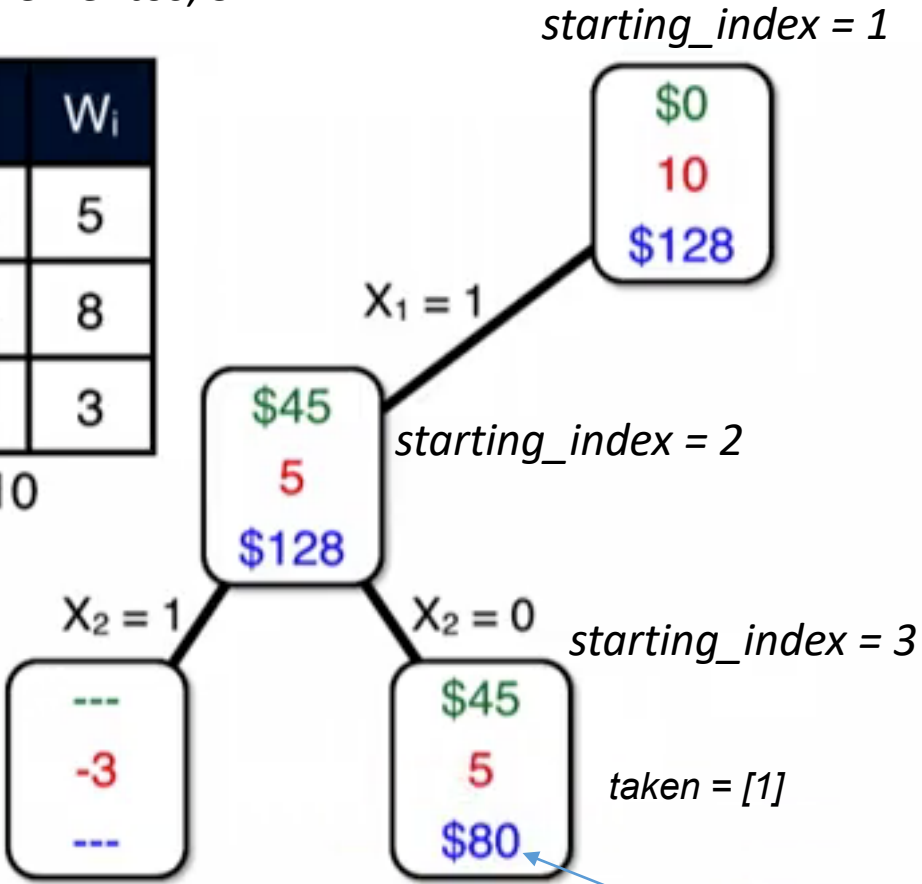 starting_index = 1
Wi
5
8
3
10
$0
10
$128
X1 = 1
$45
5
$128
starting_index = 2
X2 = 1
X2 = 0
starting_index = 3
---
-3
---
$45
5
$80
taken = [1]